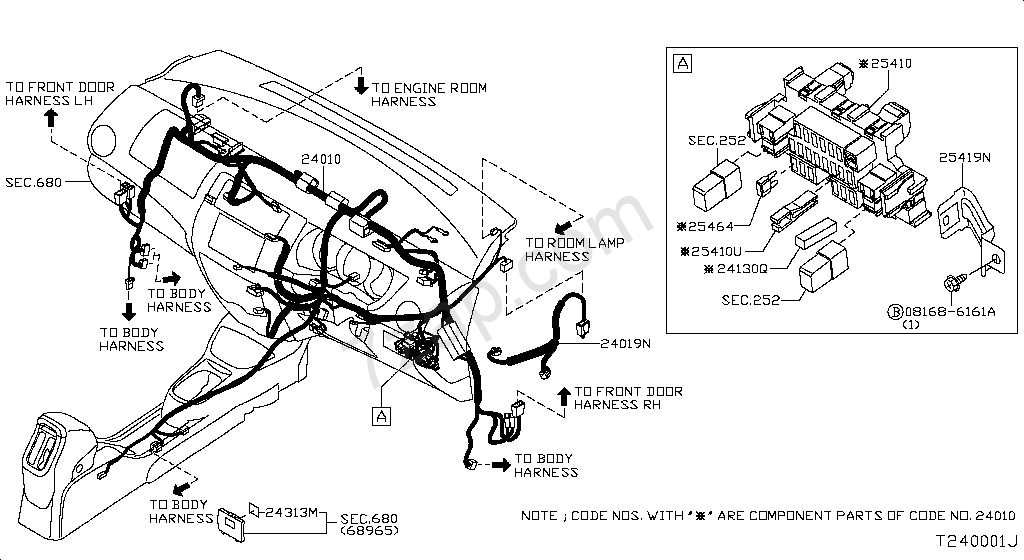 TO FRONT DOOR
HARNESS LH
TO ENGINE ROOM
HARNESS
24010
SEC.680
TO BODY
HARNESS
TO BODY
HARNESS
TO ROOM LAMP
HARNESS
24019N
A
TO FRONT DOOR
HARNESS RH
TO BODY
HARNESS
TO BODY
HARNESS
24313M
SEC.680
(68965)
A
※25410
SEC.252
25419N
※25464
※25410U
※24130Q
SEC.252
B08168-6161A
(1)
NOTE ; CODE NOS. WITH "※" ARE COMPONENT PARTS OF CODE NO. 24010
T240001J